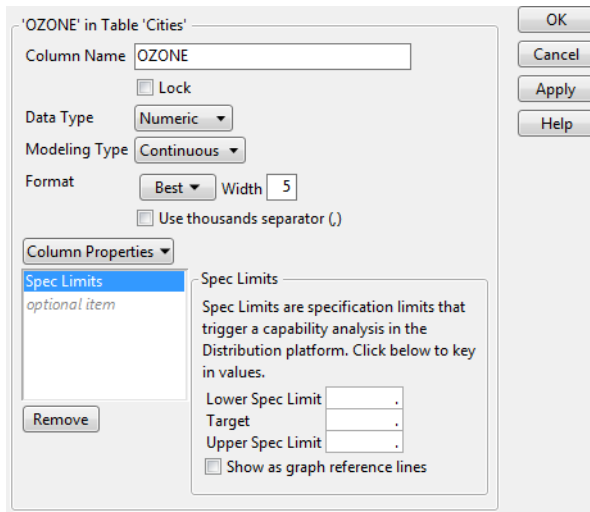 'OZONE' in Table 'Cities'
OK
Column Name OZONE
Cancel
Lock
Apply
Data Type Numeric
Help
Modeling Type Continuous
Format Best Width 5
Use thousands separator (,)
Column Properties
Spec Limits
optional item
Remove
Spec Limits
Spec Limits are specification limits that
trigger a capability analysis in the
Distribution platform. Click below to key
in values.
Lower Spec Limit .
Target .
Upper Spec Limit .
Show as graph reference lines